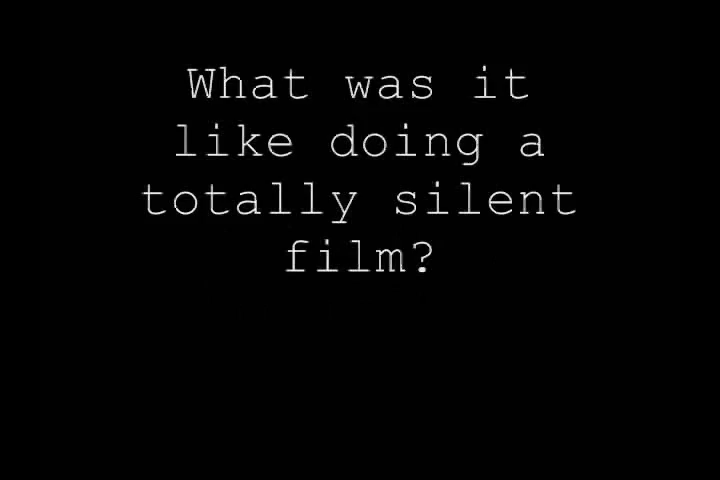 What was it
like doing a
totally silent
film?